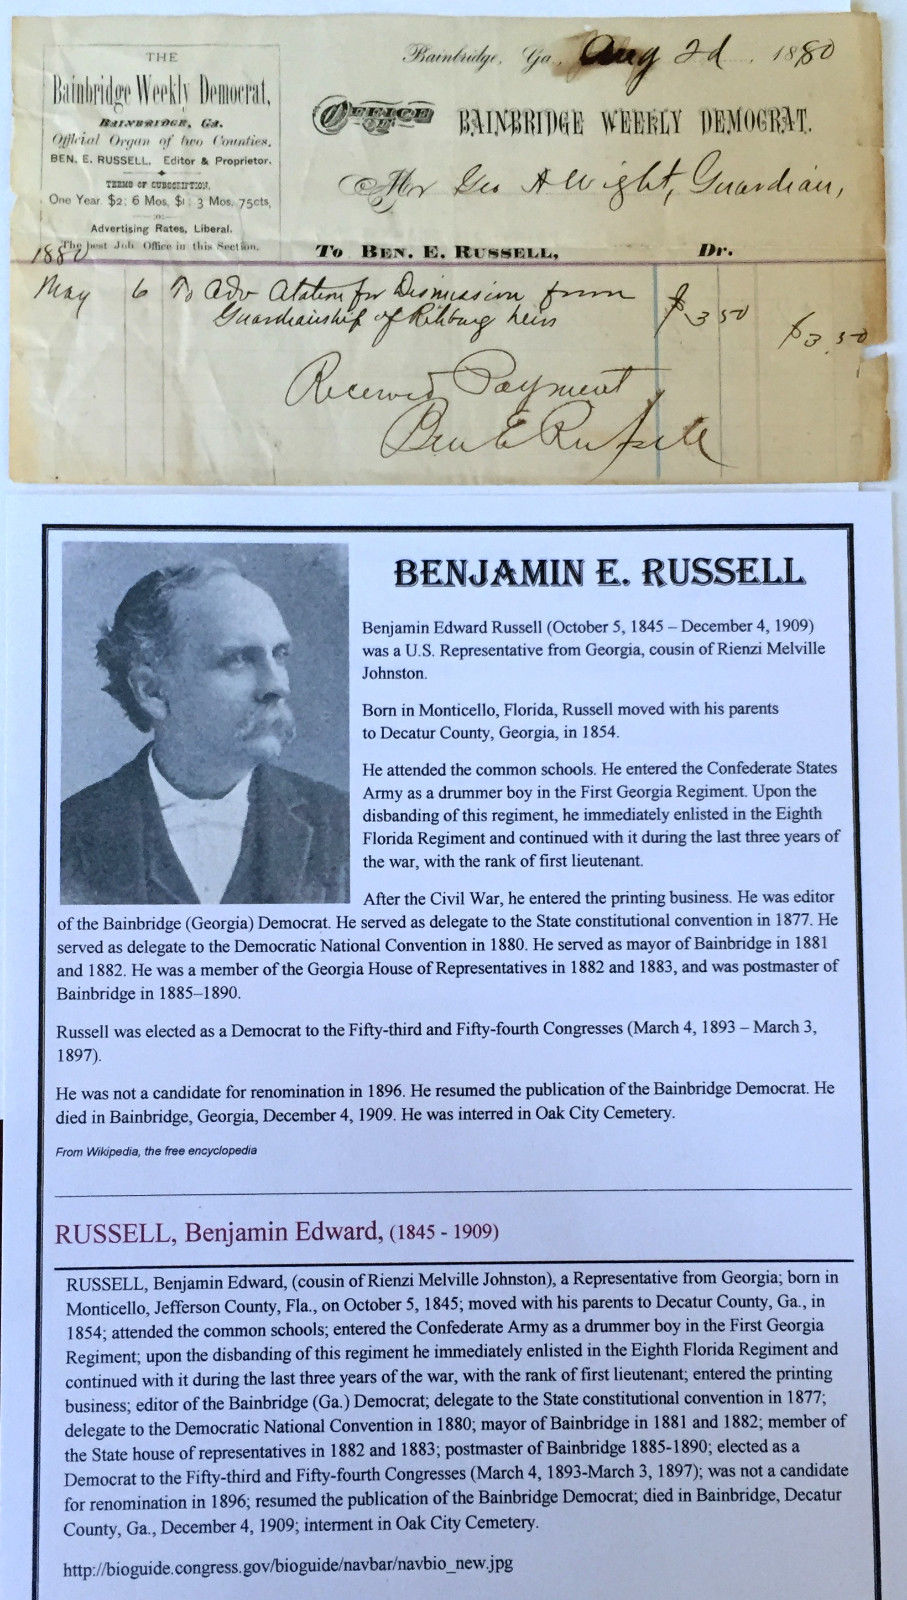 THE
Bainbridge Weekly Democrat,
BAINBRIDGE, GA.
Official Organ of two Counties.
BEN. E. RUSSELL, Editor & Proprietor.
TERMS OF SUBSCRIPTION.
One Year $2; 6 Mos, $1; 3 Mos, 75cts,
:o:
Advertising Rates, Liberal.
The best Job Office in this Section.
Bainbridge, Ga., Aug 2d 1880
OFFICE OF BAINBRIDGE WEEKLY DEMOCRAT.
Mr Geo A Wight, Guardian,
To BEN. E. RUSSELL, Dr.
1880
May 6 To Adv Citation for Dismission from
Guardianship of heirs $3 50 $3.50
Received Payment
Ben E Russell
BENJAMIN E. RUSSELL
Benjamin Edward Russell (October 5, 1845 – December 4, 1909)
was a U.S. Representative from Georgia, cousin of Rienzi Melville
Johnston.
Born in Monticello, Florida, Russell moved with his parents
to Decatur County, Georgia, in 1854.
He attended the common schools. He entered the Confederate States
Army as a drummer boy in the First Georgia Regiment. Upon the
disbanding of this regiment, he immediately enlisted in the Eighth
Florida Regiment and continued with it during the last three years of
the war, with the rank of first lieutenant.
After the Civil War, he entered the printing business. He was editor
of the Bainbridge (Georgia) Democrat. He served as delegate to the State constitutional convention in 1877. He
served as delegate to the Democratic National Convention in 1880. He served as mayor of Bainbridge in 1881
and 1882. He was a member of the Georgia House of Representatives in 1882 and 1883, and was postmaster of
Bainbridge in 1885–1890.
Russell was elected as a Democrat to the Fifty-third and Fifty-fourth Congresses (March 4, 1893 – March 3,
1897).
He was not a candidate for renomination in 1896. He resumed the publication of the Bainbridge Democrat. He
died in Bainbridge, Georgia, December 4, 1909. He was interred in Oak City Cemetery.
From Wikipedia, the free encyclopedia
RUSSELL, Benjamin Edward, (1845 - 1909)
RUSSELL, Benjamin Edward, (cousin of Rienzi Melville Johnston), a Representative from Georgia; born in
Monticello, Jefferson County, Fla., on October 5, 1845; moved with his parents to Decatur County, Ga., in
1854; attended the common schools; entered the Confederate Army as a drummer boy in the First Georgia
Regiment; upon the disbanding of this regiment he immediately enlisted in the Eighth Florida Regiment and
continued with it during the last three years of the war, with the rank of first lieutenant; entered the printing
business; editor of the Bainbridge (Ga.) Democrat; delegate to the State constitutional convention in 1877;
delegate to the Democratic National Convention in 1880; mayor of Bainbridge in 1881 and 1882; member of
the State house of representatives in 1882 and 1883; postmaster of Bainbridge 1885-1890; elected as a
Democrat to the Fifty-third and Fifty-fourth Congresses (March 4, 1893-March 3, 1897); was not a candidate
for renomination in 1896; resumed the publication of the Bainbridge Democrat; died in Bainbridge, Decatur
County, Ga., December 4, 1909; interment in Oak City Cemetery.
http://bioguide.congress.gov/bioguide/navbar/navbio_new.jpg